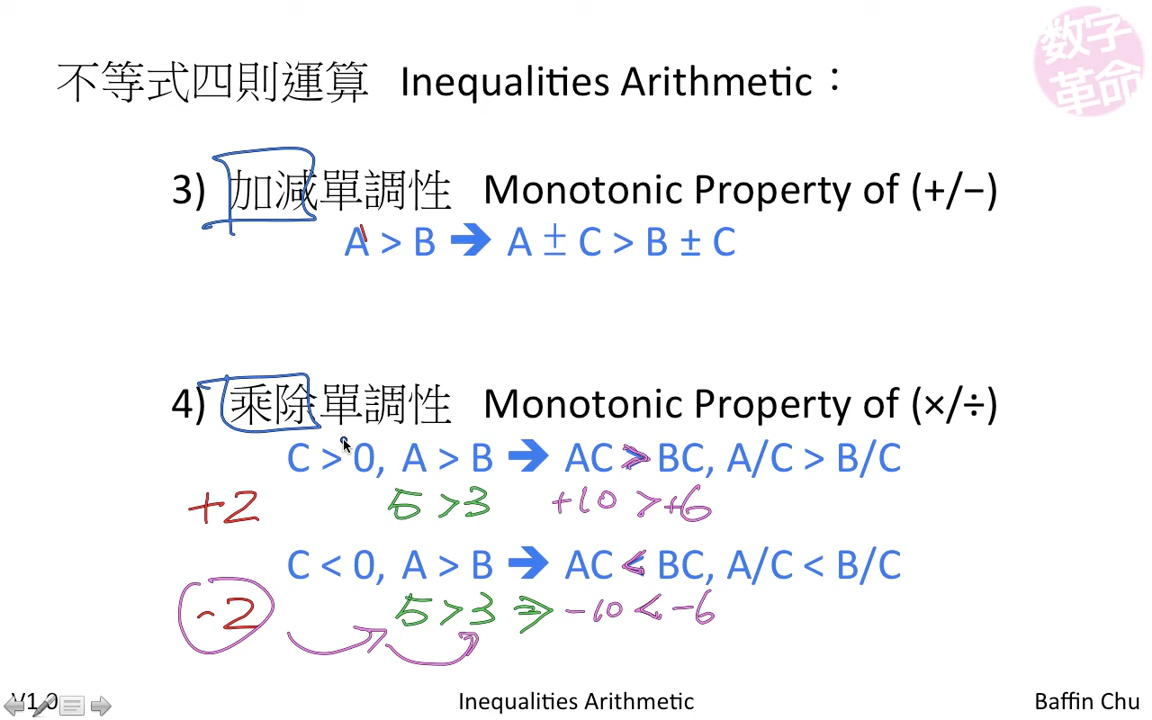 数字
革命
不等式四則運算 Inequalities Arithmetic：
3) 加減單調性 Monotonic Property of (+/−)
A > B ➔ A ± C > B ± C
4) 乘除單調性 Monotonic Property of (×/÷)
C > 0, A > B ➔ AC > BC, A/C > B/C
+2 5 > 3 +10 > +6
C < 0, A > B ➔ AC < BC, A/C < B/C
-2 5 > 3 ⇒ -10 < -6
V1.0 Inequalities Arithmetic Baffin Chu